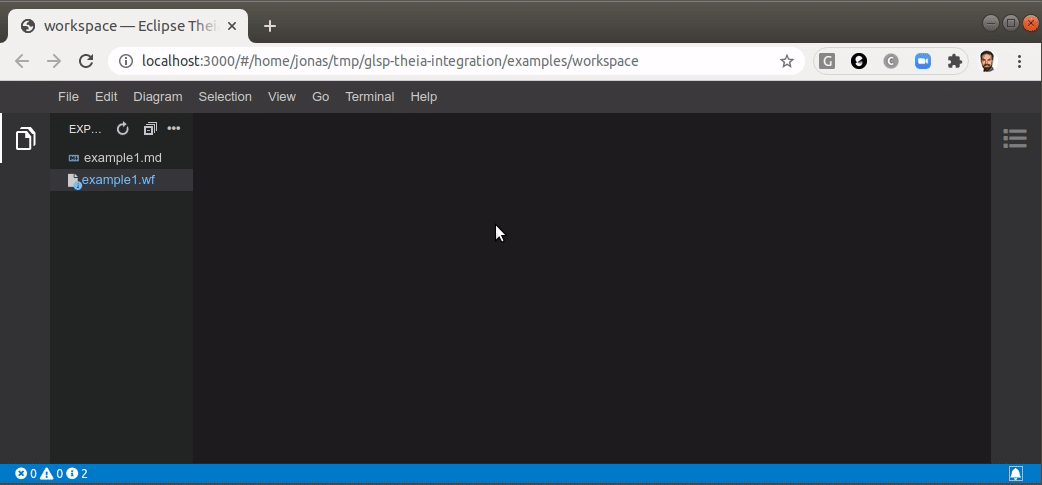 workspace — Eclipse Thei
localhost:3000/#/home/jonas/tmp/glsp-theia-integration/examples/workspace
File Edit Diagram Selection View Go Terminal Help
EXP...
example1.md
example1.wf
0 0 2